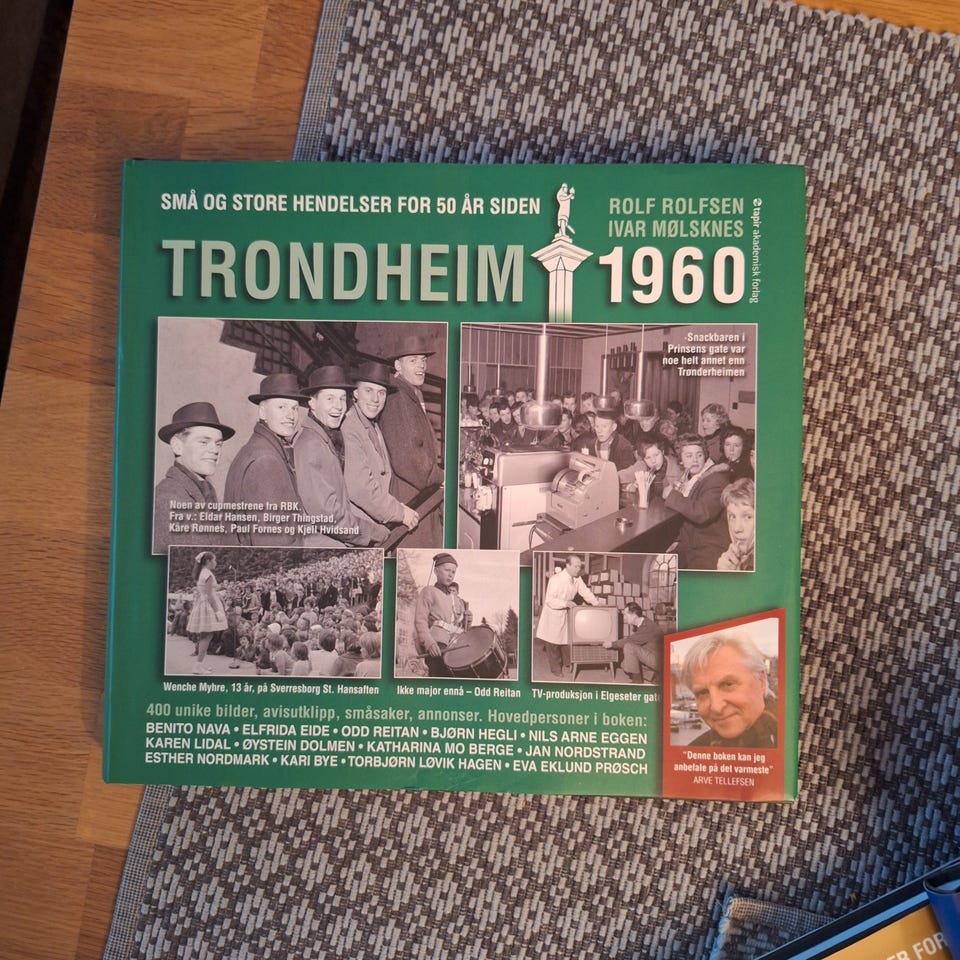 SMÅ OG STORE HENDELSER FOR 50 ÅR SIDEN
ROLF ROLFSEN
IVAR MØLSKNES
TRONDHEIM 1960
tapir akademisk forlag
-Snackbaren i
Prinsens gate var
noe helt annet enn
Trønderheimen
Noen av cupmestrene fra RBK.
Fra v.: Eldar Hansen, Birger Thingstad,
Kåre Rønnes, Paul Fornes og Kjell Hvidsand
Wenche Myhre, 13 år, på Sverresborg St. Hansaften
Ikke major ennå – Odd Reitan
TV-produksjon i Elgeseter gate
400 unike bilder, avisutklipp, småsaker, annonser. Hovedpersoner i boken:
BENITO NAVA • ELFRIDA EIDE • ODD REITAN • BJØRN HEGLI • NILS ARNE EGGEN
KAREN LIDAL • ØYSTEIN DOLMEN • KATHARINA MO BERGE • JAN NORDSTRAND
ESTHER NORDMARK • KARI BYE • TORBJØRN LØVIK HAGEN • EVA EKLUND PRØSCH
"Denne boken kan jeg
anbefale på det varmeste"
ARVE TELLEFSEN
ER FOR